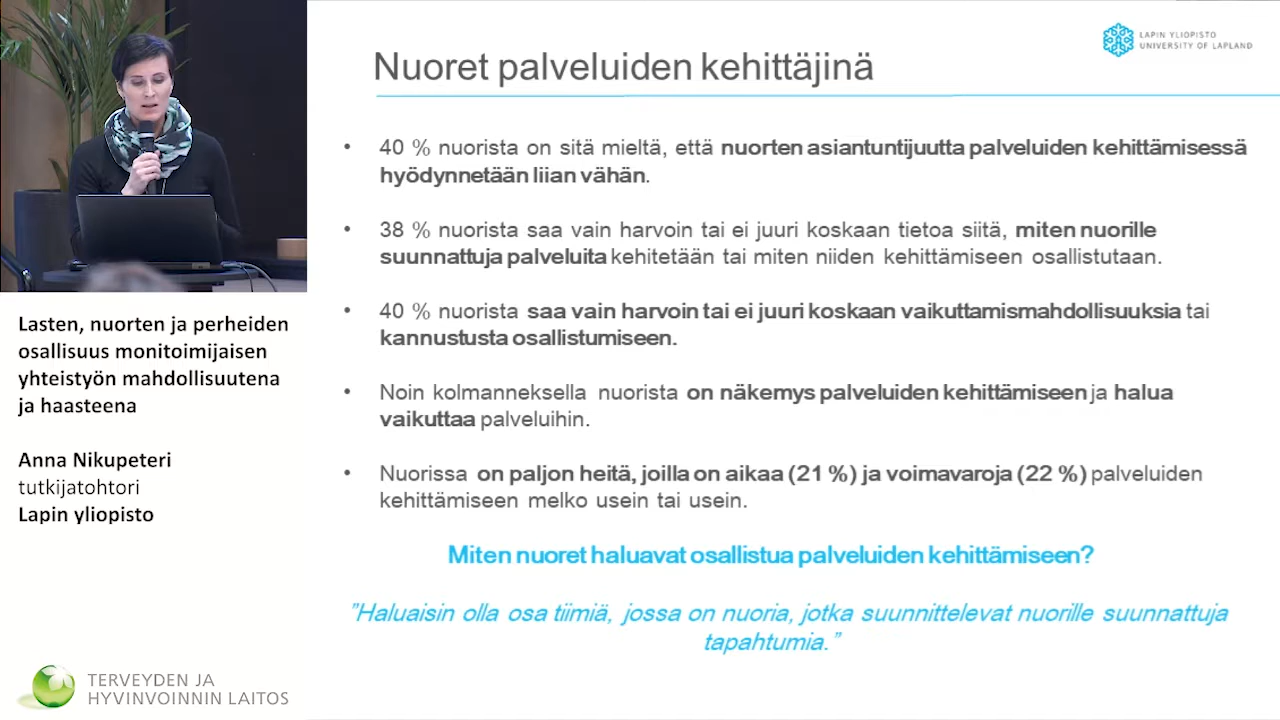 LAPIN YLIOPISTO
UNIVERSITY OF LAPLAND
Nuoret palveluiden kehittäjinä
• 40 % nuorista on sitä mieltä, että nuorten asiantuntijuutta palveluiden kehittämisessä
hyödynnetään liian vähän.
• 38 % nuorista saa vain harvoin tai ei juuri koskaan tietoa siitä, miten nuorille
suunnattuja palveluita kehitetään tai miten niiden kehittämiseen osallistutaan.
• 40 % nuorista saa vain harvoin tai ei juuri koskaan vaikuttamismahdollisuuksia tai
kannustusta osallistumiseen.
• Noin kolmanneksella nuorista on näkemys palveluiden kehittämiseen ja halua
vaikuttaa palveluihin.
• Nuorissa on paljon heitä, joilla on aikaa (21 %) ja voimavaroja (22 %) palveluiden
kehittämiseen melko usein tai usein.
Miten nuoret haluavat osallistua palveluiden kehittämiseen?
”Haluaisin olla osa tiimiä, jossa on nuoria, jotka suunnittelevat nuorille suunnattuja
tapahtumia.”
Lasten, nuorten ja perheiden
osallisuus monitoimijaisen
yhteistyön mahdollisuutena
ja haasteena
Anna Nikupeteri
tutkijatohtori
Lapin yliopisto
TERVEYDEN JA
HYVINVOINNIN LAITOS